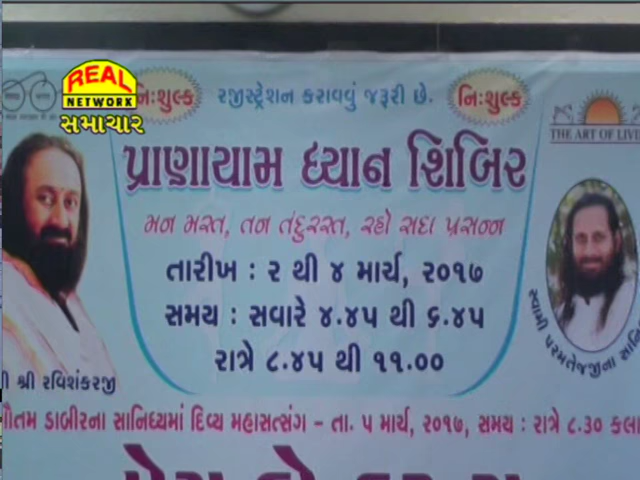 REAL
NETWORK
સમાચાર
નિઃશુલ્ક
રજીસ્ટ્રેશન કરાવવું જરૂરી છે.
નિઃશુલ્ક
THE ART OF LIVI
પ્રાણાયામ ધ્યાન શિબિર
મન મસ્ત, તન તંદુરસ્ત, રહો સદા પ્રસન્ન
તારીખ : ૨ થી ૪ માર્ચ, ૨૦૧૭
સમય : સવારે ૪.૪૫ થી ૬.૪૫
રાત્રે ૮.૪૫ થી ૧૧.૦૦
શ્રી રવિશંકરજી
સ્વામી પરમતેજજીના
ગૌતમ ડાબીરના સાનિધ્યમાં દિવ્ય મહાસત્સંગ – તા. ૫ માર્ચ, ૨૦૧૭, સમય : રાત્રે ૮.૩૦ કલા